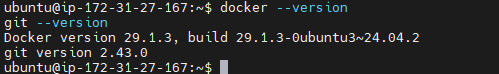 ubuntu@ip-172-31-27-167:~$ docker --version
git --version
Docker version 29.1.3, build 29.1.3-0ubuntu3~24.04.2
git version 2.43.0
ubuntu@ip-172-31-27-167:~$